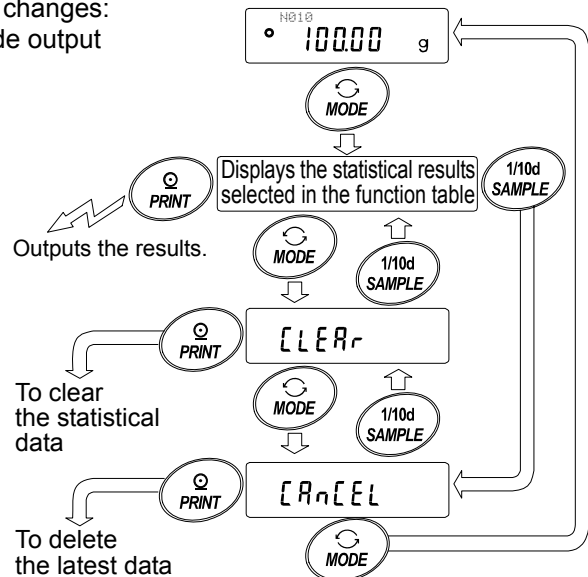 changes:
de output
N010
100.00 g
MODE
Displays the statistical results
selected in the function table
PRINT
1/10d
SAMPLE
Outputs the results.
MODE
1/10d
SAMPLE
PRINT
CLEAr
To clear
the statistical
data
MODE
1/10d
SAMPLE
PRINT
CAnCEL
To delete
the latest data
MODE